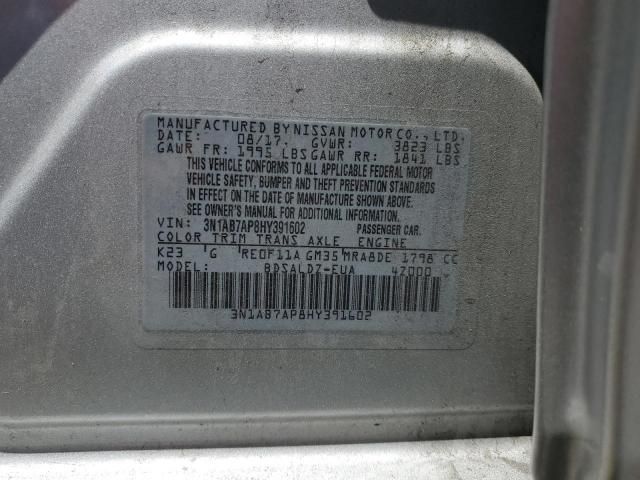 MANUFACTURED BY NISSAN MOTOR CO., LTD.
DATE: 08/17. GVWR: 3823 LBS
GAWR FR: 1995 LBS GAWR RR: 1841 LBS
THIS VEHICLE CONFORMS TO ALL APPLICABLE FEDERAL MOTOR
VEHICLE SAFETY, BUMPER AND THEFT PREVENTION STANDARDS
IN EFFECT ON THE DATE OF MANUFACTURE SHOWN ABOVE.
SEE OWNER'S MANUAL FOR ADDITIONAL INFORMATION.
VIN: 3N1AB7AP8HY391602 PASSENGER CAR.
COLOR TRIM TRANS AXLE ENGINE
K23 G RE0F11A GM35 MRA8DE 1798 CC
MODEL: BDSALDZ-EUA 4Z000
3N1AB7AP8HY391602